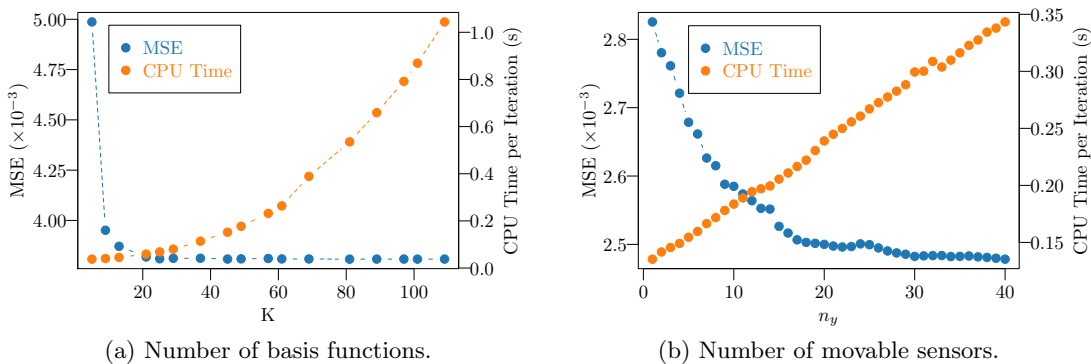 MSE
CPU Time
5.00
4.75
4.50
4.25
4.00
MSE (×10⁻³)
1.0
0.8
0.6
0.4
0.2
0.0
CPU Time per Iteration (s)
20 40 60 80 100
K
(a) Number of basis functions.
MSE
CPU Time
2.8
2.7
2.6
2.5
MSE (×10⁻³)
0.35
0.30
0.25
0.20
0.15
CPU Time per Iteration (s)
0 10 20 30 40
n_y
(b) Number of movable sensors.